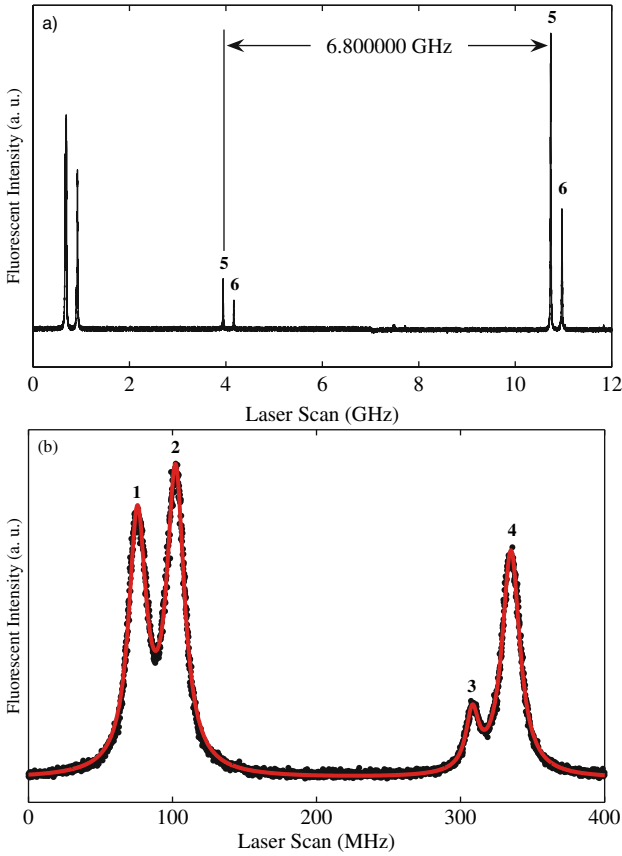 a)
5
6.800000 GHz
6
5
6
Fluorescent Intensity (a. u.)
0 2 4 6 8 10 12
Laser Scan (GHz)
(b)
2
1
4
3
Fluorescent Intensity (a. u.)
0 100 200 300 400
Laser Scan (MHz)